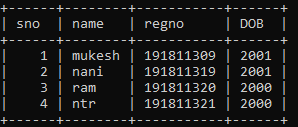 sno name regno DOB
1 mukesh 191811309 2001
2 nani 191811319 2001
3 ram 191811320 2000
4 ntr 191811321 2000